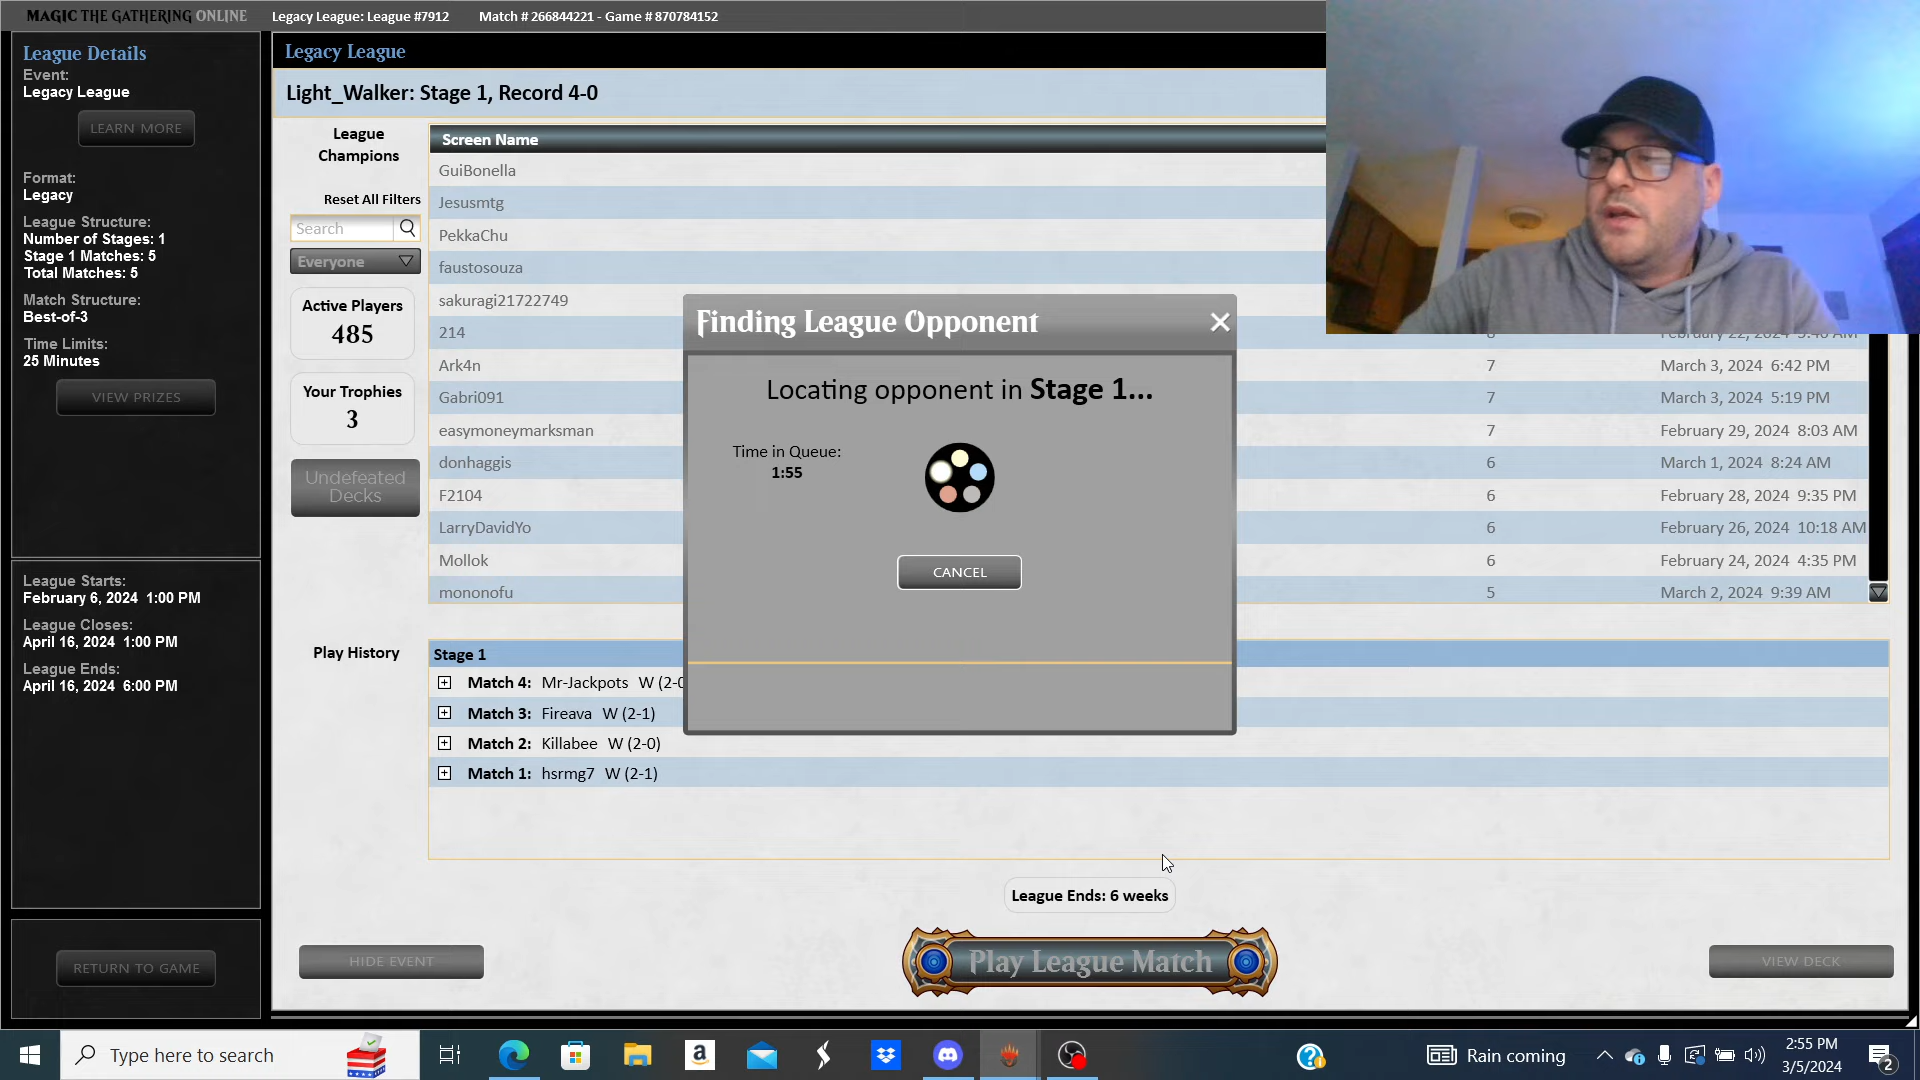 MAGIC THE GATHERING ONLINE
Legacy League: League #7912
Match # 266844221 - Game # 870784152
League Details
Event:
Legacy League
LEARN MORE
Format:
Legacy
League Structure:
Number of Stages: 1
Stage 1 Matches: 5
Total Matches: 5
Match Structure:
Best-of-3
Time Limits:
25 Minutes
VIEW PRIZES
League Starts:
February 6, 2024 1:00 PM
League Closes:
April 16, 2024 1:00 PM
League Ends:
April 16, 2024 6:00 PM
RETURN TO GAME
Legacy League
Light_Walker: Stage 1, Record 4-0
League
Champions
Reset All Filters
Search
Everyone
Active Players
485
Your Trophies
3
Undefeated
Decks
Screen Name
GuiBonella
Jesusmtg
PekkaChu
faustosouza
sakuragi21722749
214
Ark4n 7 March 3, 2024 6:42 PM
Gabri091 7 March 3, 2024 5:19 PM
easymoneymarksman 7 February 29, 2024 8:03 AM
donhaggis 6 March 1, 2024 8:24 AM
F2104 6 February 28, 2024 9:35 PM
LarryDavidYo 6 February 26, 2024 10:18 AM
Mollok 6 February 24, 2024 4:35 PM
mononofu 5 March 2, 2024 9:39 AM
Finding League Opponent
Locating opponent in Stage 1...
Time in Queue:
1:55
CANCEL
Play History
Stage 1
Match 4: Mr-Jackpots W (2-0
Match 3: Fireava W (2-1)
Match 2: Killabee W (2-0)
Match 1: hsrmg7 W (2-1)
League Ends: 6 weeks
HIDE EVENT
Play League Match
VIEW DECK
Type here to search
Rain coming
2:55 PM
3/5/2024
2